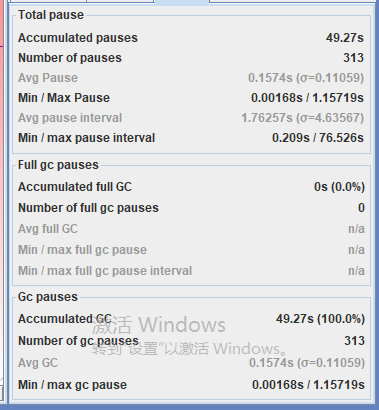 Total pause
Accumulated pauses 49.27s
Number of pauses 313
Avg Pause 0.1574s (σ=0.11059)
Min / Max Pause 0.00168s / 1.15719s
Avg pause interval 1.76257s (σ=4.63567)
Min / max pause interval 0.209s / 76.526s
Full gc pauses
Accumulated full GC 0s (0.0%)
Number of full gc pauses 0
Avg full GC n/a
Min / max full gc pause n/a
Min / max full gc pause interval n/a
Gc pauses
Accumulated GC 49.27s (100.0%)
激活 Windows
Number of gc pauses 313
转到"设置"以激活 Windows。
Avg GC 0.1574s (σ=0.11059)
Min / max gc pause 0.00168s / 1.15719s